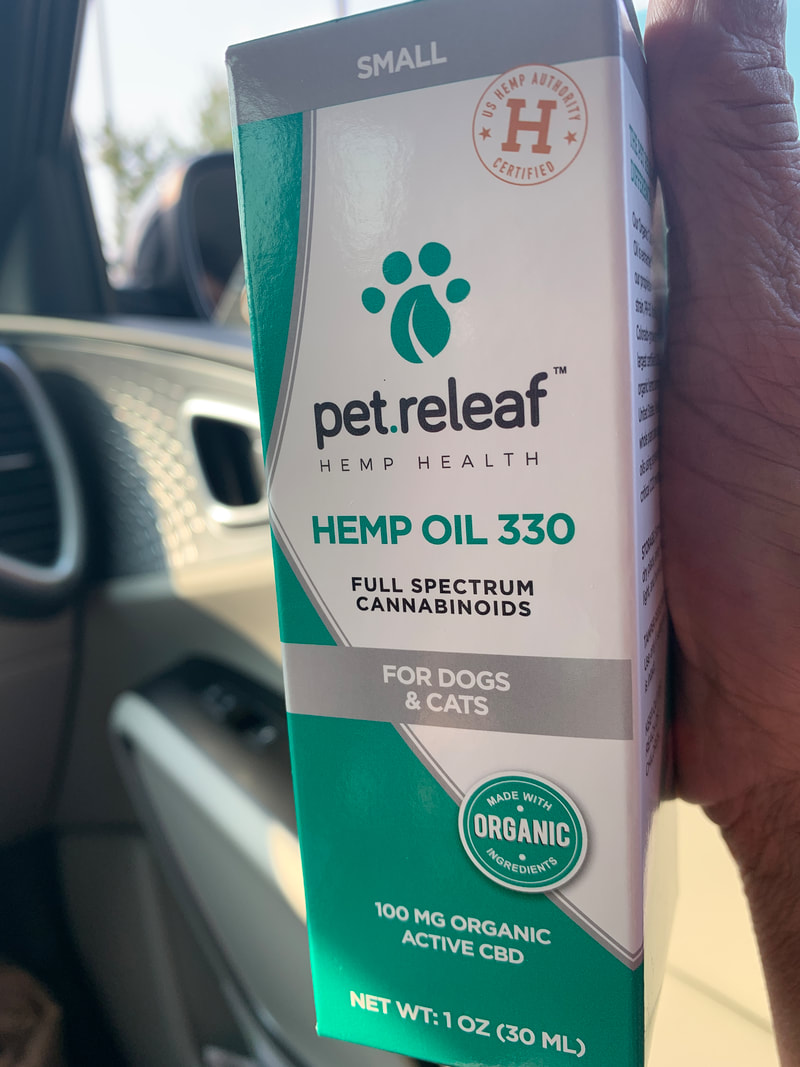 SMALL
US HEMP AUTHORITY
H
CERTIFIED
pet.releaf™
HEMP HEALTH
HEMP OIL 330
FULL SPECTRUM
CANNABINOIDS
FOR DOGS
& CATS
MADE WITH
ORGANIC
INGREDIENTS
100 MG ORGANIC
ACTIVE CBD
NET WT: 1 OZ (30 ML)